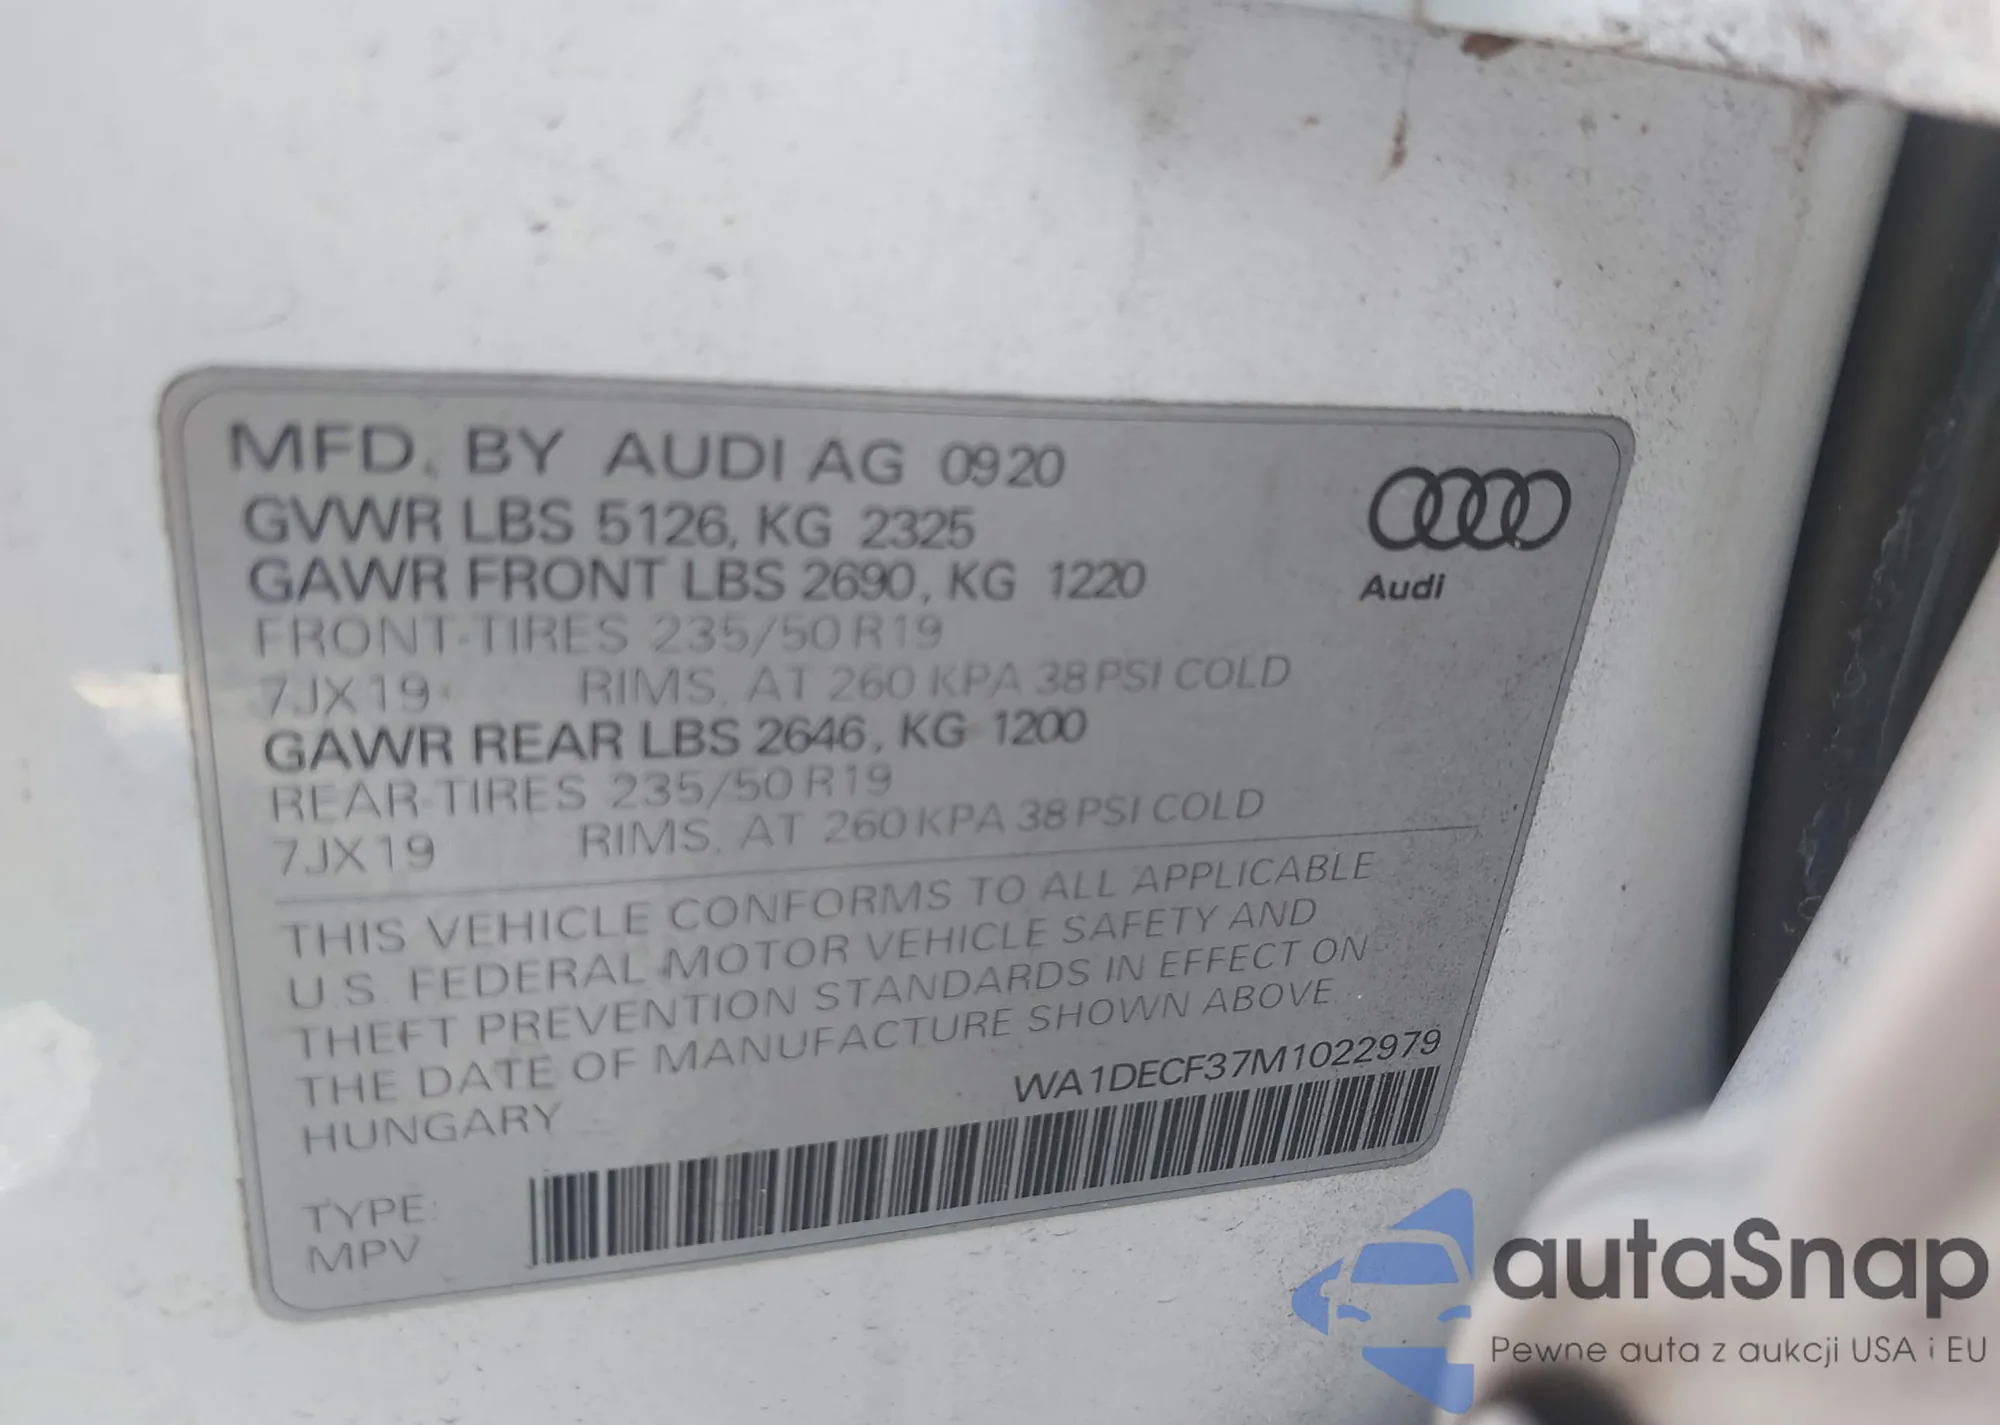 MFD. BY AUDI AG 0920
GVWR LBS 5126, KG 2325
GAWR FRONT LBS 2690, KG 1220
FRONT-TIRES 235/50 R19
7JX19 RIMS, AT 260 KPA 38 PSI COLD
GAWR REAR LBS 2646, KG 1200
REAR-TIRES 235/50 R19
7JX19 RIMS, AT 260 KPA 38 PSI COLD
Audi
THIS VEHICLE CONFORMS TO ALL APPLICABLE
U.S. FEDERAL MOTOR VEHICLE SAFETY AND
THEFT PREVENTION STANDARDS IN EFFECT ON
THE DATE OF MANUFACTURE SHOWN ABOVE.
HUNGARY
WA1DECF37M1022979
TYPE:
MPV
autaSnap
Pewne auta z aukcji USA i EU